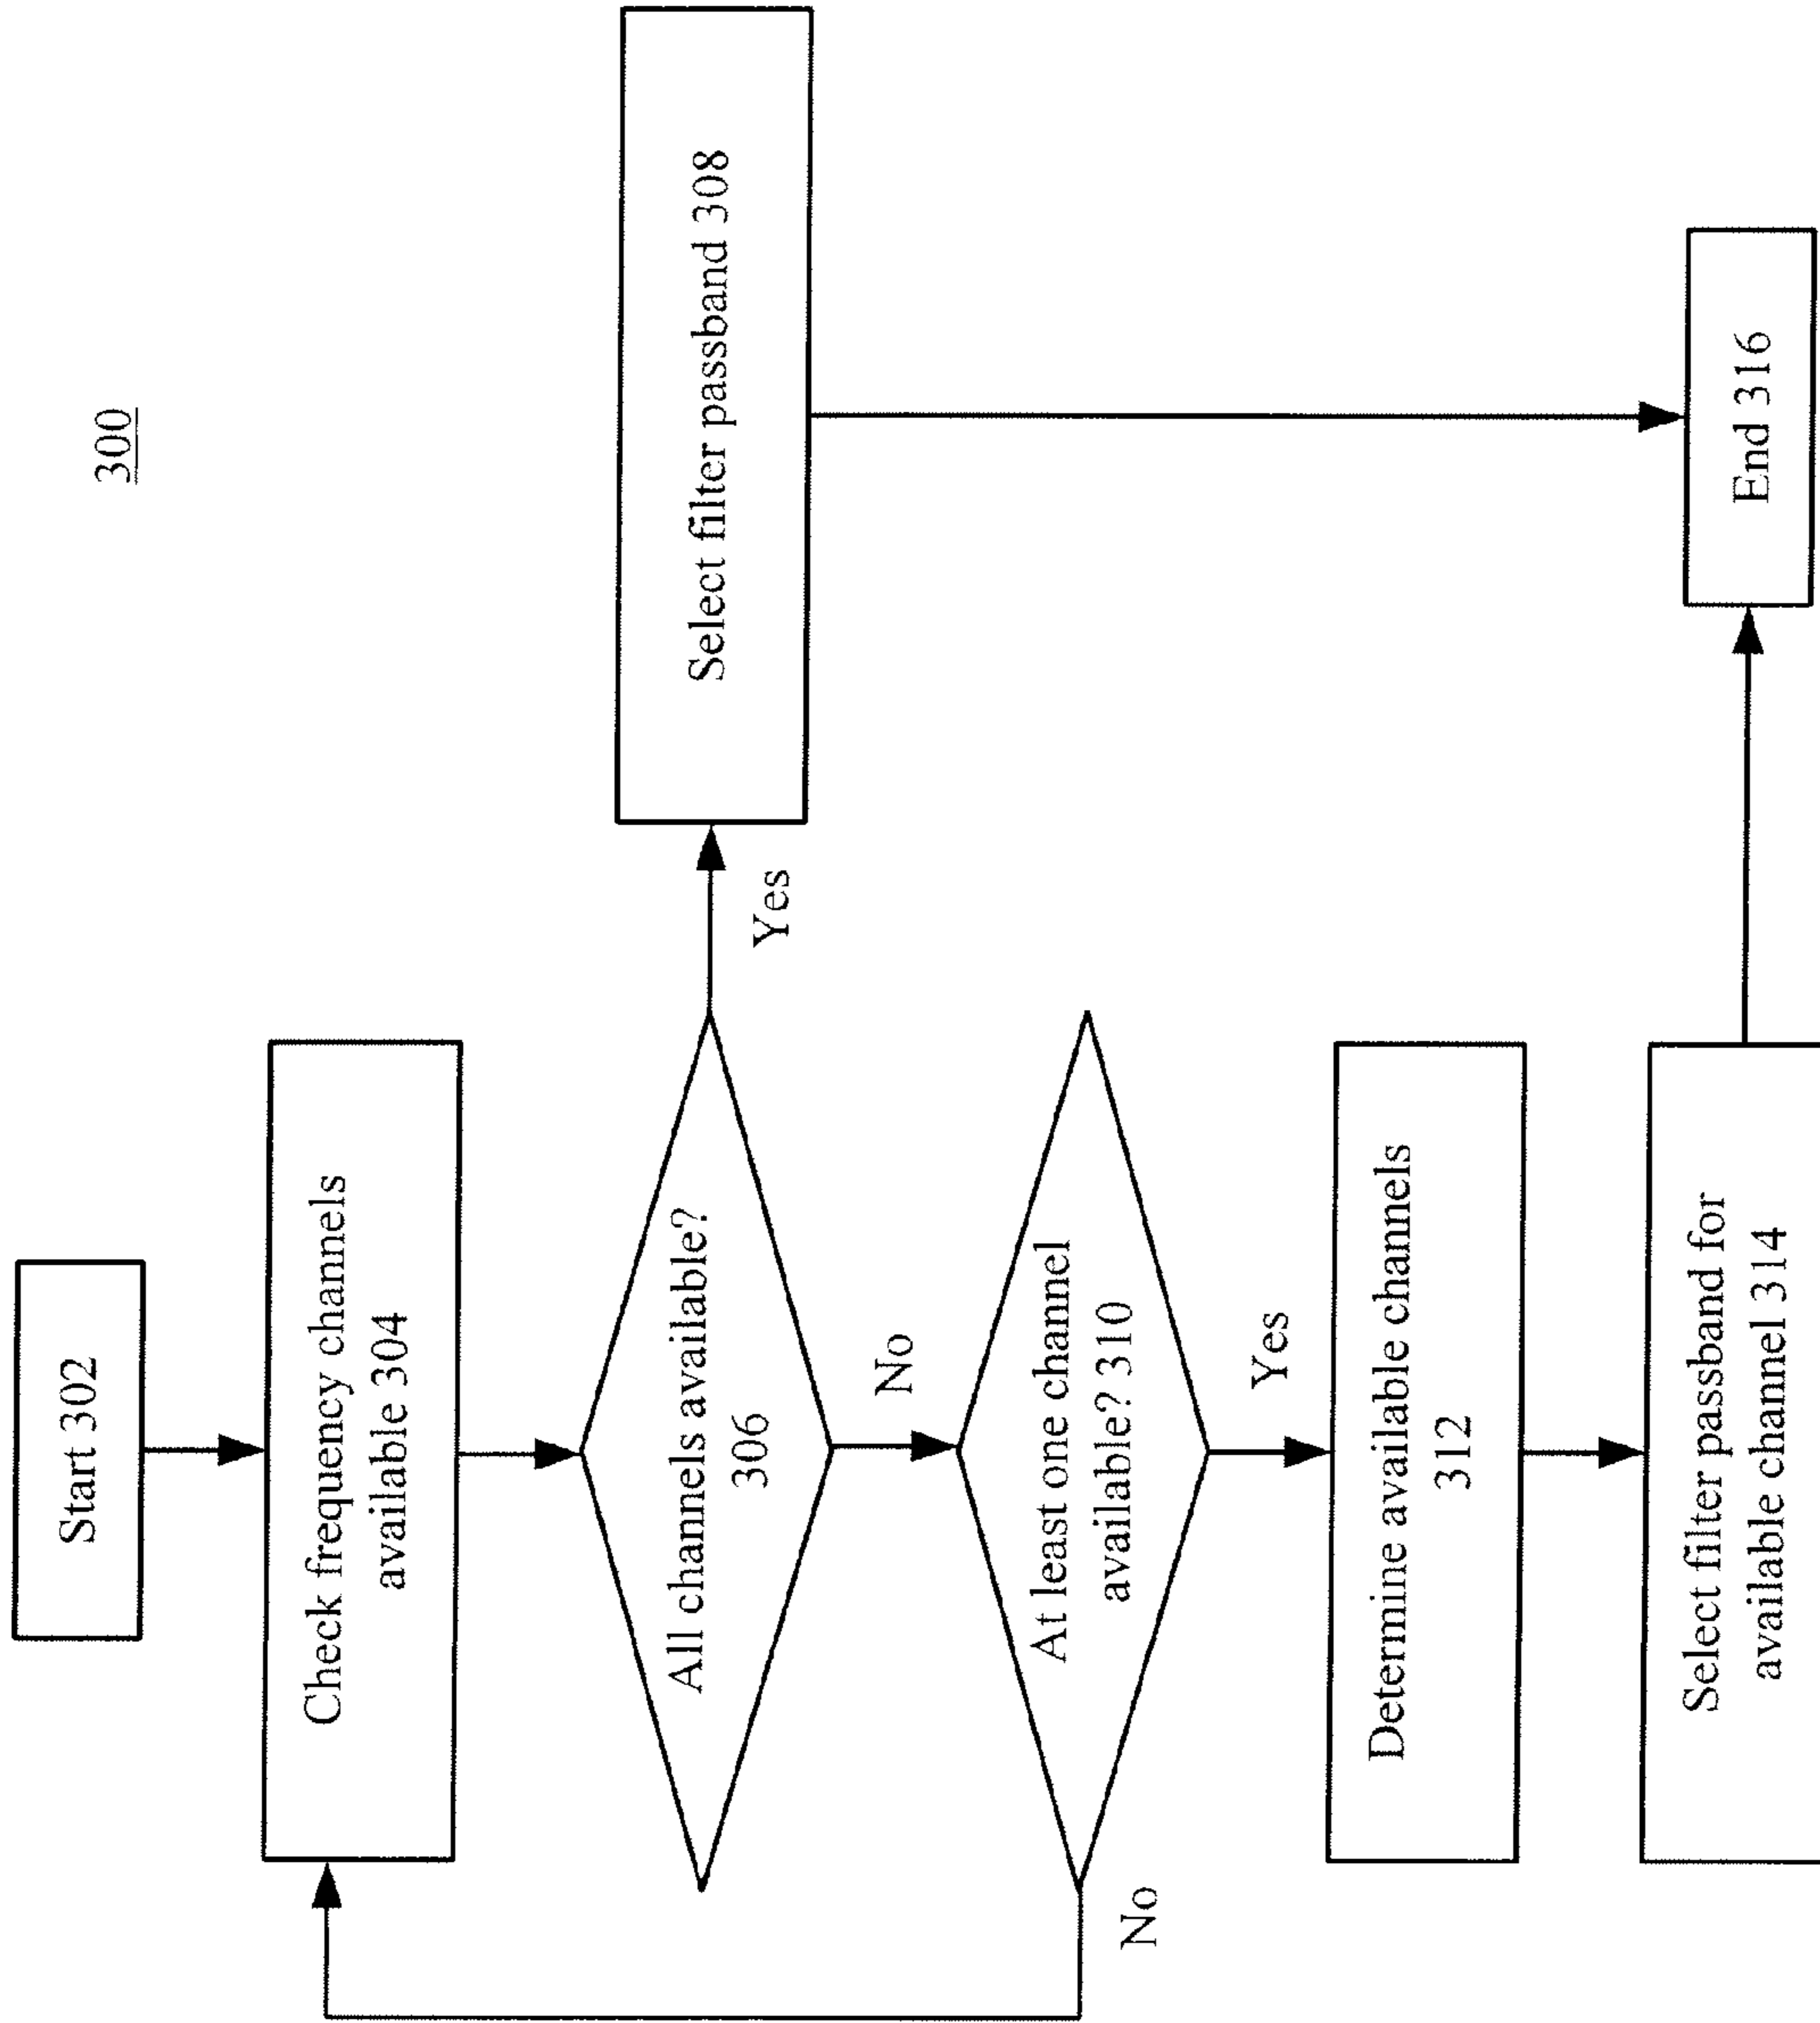 300
Start 302
Check frequency channels
available 304
All channels available?
306
Yes
Select filter passband 308
No
At least one channel
available? 310
No
Yes
Determine available channels
312
Select filter passband for
available channel 314
End 316